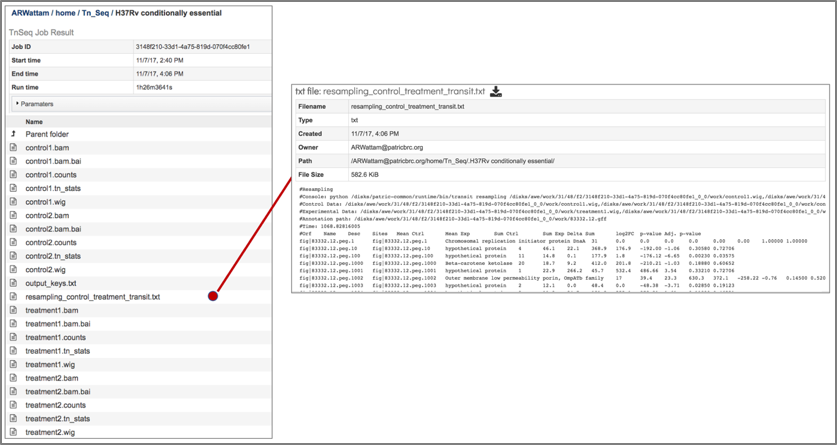 ARWattam / home / Tn_Seq / H37Rv conditionally essential
TnSeq Job Result
Job ID 3148f210-33d1-4a75-819d-070f4cc80fe1
Start time 11/7/17, 2:40 PM
End time 11/7/17, 4:06 PM
Run time 1h26m3641s
Paramaters
Name
Parent folder
control1.bam
control1.bam.bai
control1.counts
control1.tn_stats
control1.wig
control2.bam
control2.bam.bai
control2.counts
control2.tn_stats
control2.wig
output_keys.txt
resampling_control_treatment_transit.txt
treatment1.bam
treatment1.bam.bai
treatment1.counts
treatment1.tn_stats
treatment1.wig
treatment2.bam
treatment2.bam.bai
treatment2.counts
treatment2.tn_stats
treatment2.wig
txt file: resampling_control_treatment_transit.txt
Filename resampling_control_treatment_transit.txt
Type txt
Created 11/7/17, 4:06 PM
Owner ARWattam@patricbrc.org
Path /ARWattam@patricbrc.org/home/Tn_Seq/.H37Rv conditionally essential/
File Size 582.6 KiB
#Resampling
#Console: python /disks/patric-common/runtime/bin/transit resampling /disks/awe/work/31/48/f2/3148f210-33d1-4a75-819d-070f4cc80fe1_0_0/work/control1.wig,/disks/awe/work/31/4
#Control Data: /disks/awe/work/31/48/f2/3148f210-33d1-4a75-819d-070f4cc80fe1_0_0/work/control1.wig,/disks/awe/work/31/48/f2/3148f210-33d1-4a75-819d-070f4cc80fe1_0_0/work/con
#Experimental Data: /disks/awe/work/31/48/f2/3148f210-33d1-4a75-819d-070f4cc80fe1_0_0/work/treatment1.wig,/disks/awe/work/31/48/f2/3148f210-33d1-4a75-819d-070f4cc80fe1_0_0/w
#Annotation path: /disks/awe/work/31/48/f2/3148f210-33d1-4a75-819d-070f4cc80fe1_0_0/work/83332.12.gff
#Time: 1068.82814005
#Orf Name Desc Sites Mean Ctrl Mean Exp Sum Ctrl Sum Exp Delta Sum log2FC p-value Adj. p-value
fig|83332.12.peg.1 fig|83332.12.peg.1 Chromosomal replication initiator protein DnaA 31 0.0 0.0 0.0 0.0 0.00 0.00 1.00000 1.00000
fig|83332.12.peg.10 fig|83332.12.peg.10 hypothetical protein 4 46.1 22.1 368.9 176.9 -192.00 -1.06 0.30580 0.72706
fig|83332.12.peg.100 fig|83332.12.peg.100 hypothetical protein 11 14.8 0.1 177.9 1.8 -176.12 -6.65 0.00230 0.03575
fig|83332.12.peg.1000 fig|83332.12.peg.1000 Beta-carotene ketolase 20 18.7 9.2 412.0 201.8 -210.21 -1.03 0.18880 0.60652
fig|83332.12.peg.1001 fig|83332.12.peg.1001 hypothetical protein 1 22.9 266.2 45.7 532.4 486.66 3.54 0.33210 0.72706
fig|83332.12.peg.1002 fig|83332.12.peg.1002 Outer membrane low permeability porin, OmpATb family 17 39.4 23.3 630.3 372.1 -258.22 -0.76 0.14500 0.520
fig|83332.12.peg.1003 fig|83332.12.peg.1003 hypothetical protein 2 12.1 0.0 48.4 0.0 -48.38 -3.71 0.02850 0.19123